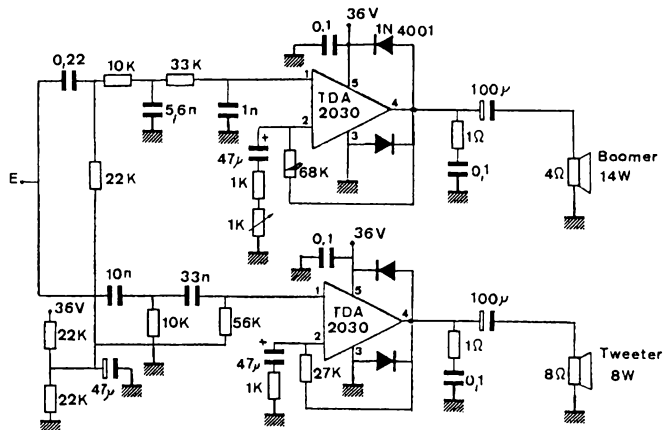 0,1
36V
1N 4001
0,22
10K
33K
5,6n
1n
1
5
TDA
2030
4
2
3
100µ
1Ω
0,1
4Ω
Boomer
14W
+
47µ
68K
1K
1K
22K
E
10n
33n
0,1
36V
36V
22K
10K
56K
1
5
TDA
2030
4
2
3
100µ
1Ω
0,1
8Ω
Tweeter
8W
+
47µ
27K
1K
47µ
22K